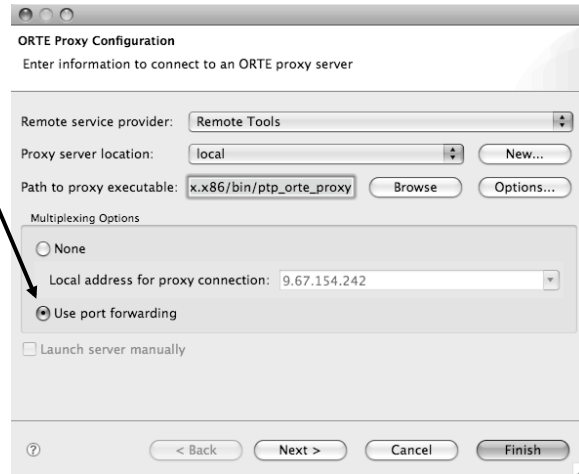 ORTE Proxy Configuration
Enter information to connect to an ORTE proxy server
Remote service provider: Remote Tools
Proxy server location: local New...
Path to proxy executable: x.x86/bin/ptp_orte_proxy Browse Options...
Multiplexing Options
None
Local address for proxy connection: 9.67.154.242
Use port forwarding
Launch server manually
? < Back Next > Cancel Finish